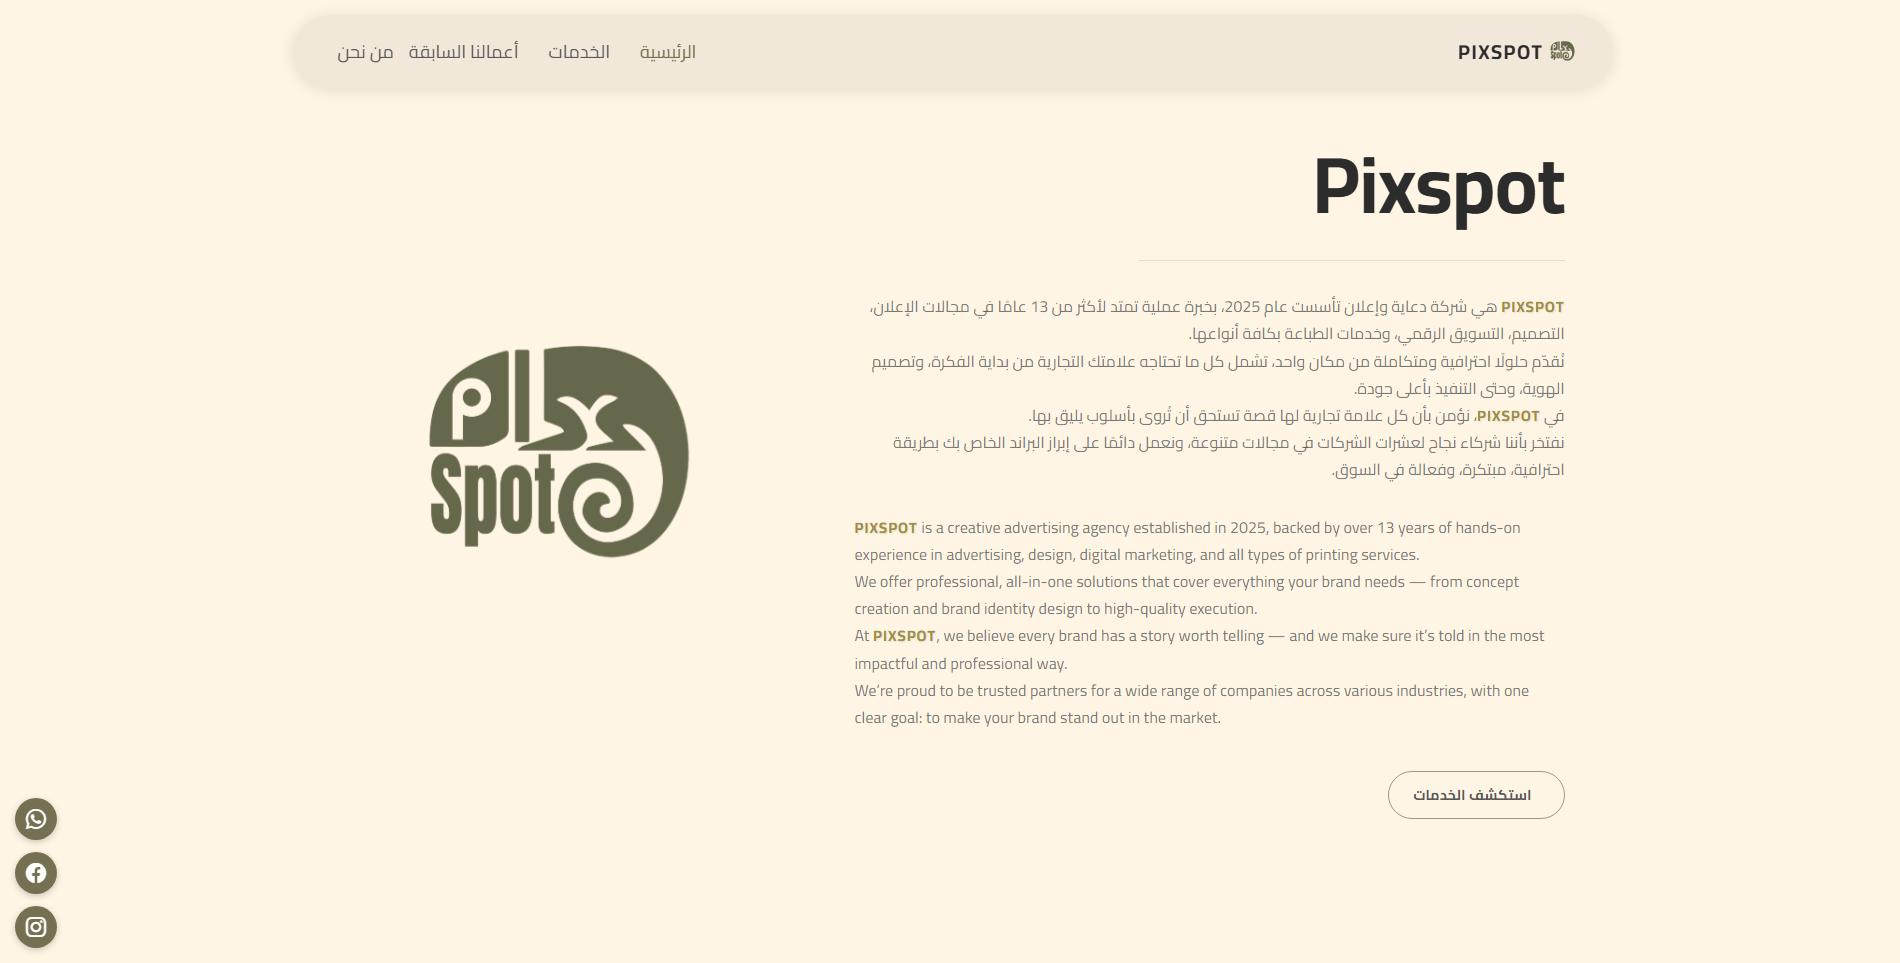 PIXSPOT
الرئيسية
الخدمات
أعمالنا السابقة
من نحن
Pixspot
PIXSPOT هي شركة دعاية وإعلان تأسست عام 2025، بخبرة عملية تمتد لأكثر من 13 عامًا في مجالات الإعلان،
التصميم، التسويق الرقمي، وخدمات الطباعة بكافة أنواعها.
نُقدّم حلولًا احترافية ومتكاملة من مكان واحد، تشمل كل ما تحتاجه علامتك التجارية من بداية الفكرة، وتصميم
الهوية، وحتى التنفيذ بأعلى جودة.
في PIXSPOT، نؤمن بأن كل علامة تجارية لها قصة تستحق أن تُروى بأسلوب يليق بها.
نفتخر بأننا شركاء نجاح لعشرات الشركات في مجالات متنوعة، ونعمل دائمًا على إبراز البراند الخاص بك بطريقة
احترافية، مبتكرة، وفعالة في السوق.
PIXSPOT is a creative advertising agency established in 2025, backed by over 13 years of hands-on
experience in advertising, design, digital marketing, and all types of printing services.
We offer professional, all-in-one solutions that cover everything your brand needs — from concept
creation and brand identity design to high-quality execution.
At PIXSPOT, we believe every brand has a story worth telling — and we make sure it’s told in the most
impactful and professional way.
We’re proud to be trusted partners for a wide range of companies across various industries, with one
clear goal: to make your brand stand out in the market.
استكشف الخدمات
Spot